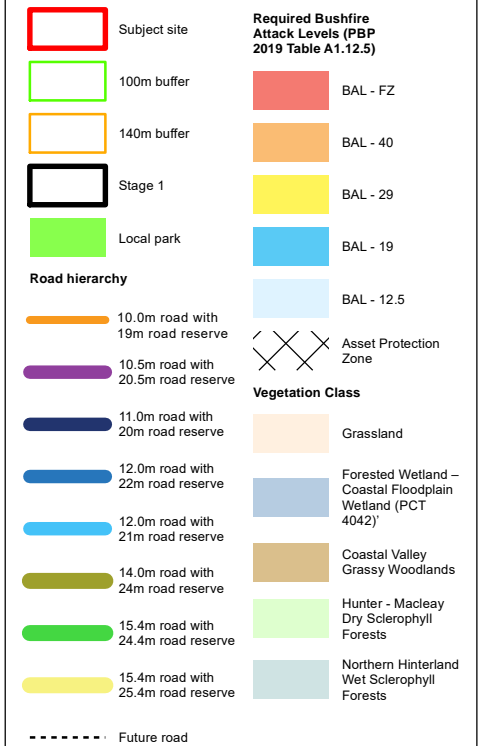 Subject site
100m buffer
140m buffer
Stage 1
Local park
Road hierarchy
10.0m road with
19m road reserve
10.5m road with
20.5m road reserve
11.0m road with
20m road reserve
12.0m road with
22m road reserve
12.0m road with
21m road reserve
14.0m road with
24m road reserve
15.4m road with
24.4m road reserve
15.4m road with
25.4m road reserve
Future road
Required Bushfire
Attack Levels (PBP
2019 Table A1.12.5)
BAL - FZ
BAL - 40
BAL - 29
BAL - 19
BAL - 12.5
Asset Protection
Zone
Vegetation Class
Grassland
Forested Wetland –
Coastal Floodplain
Wetland (PCT
4042)'
Coastal Valley
Grassy Woodlands
Hunter - Macleay
Dry Sclerophyll
Forests
Northern Hinterland
Wet Sclerophyll
Forests